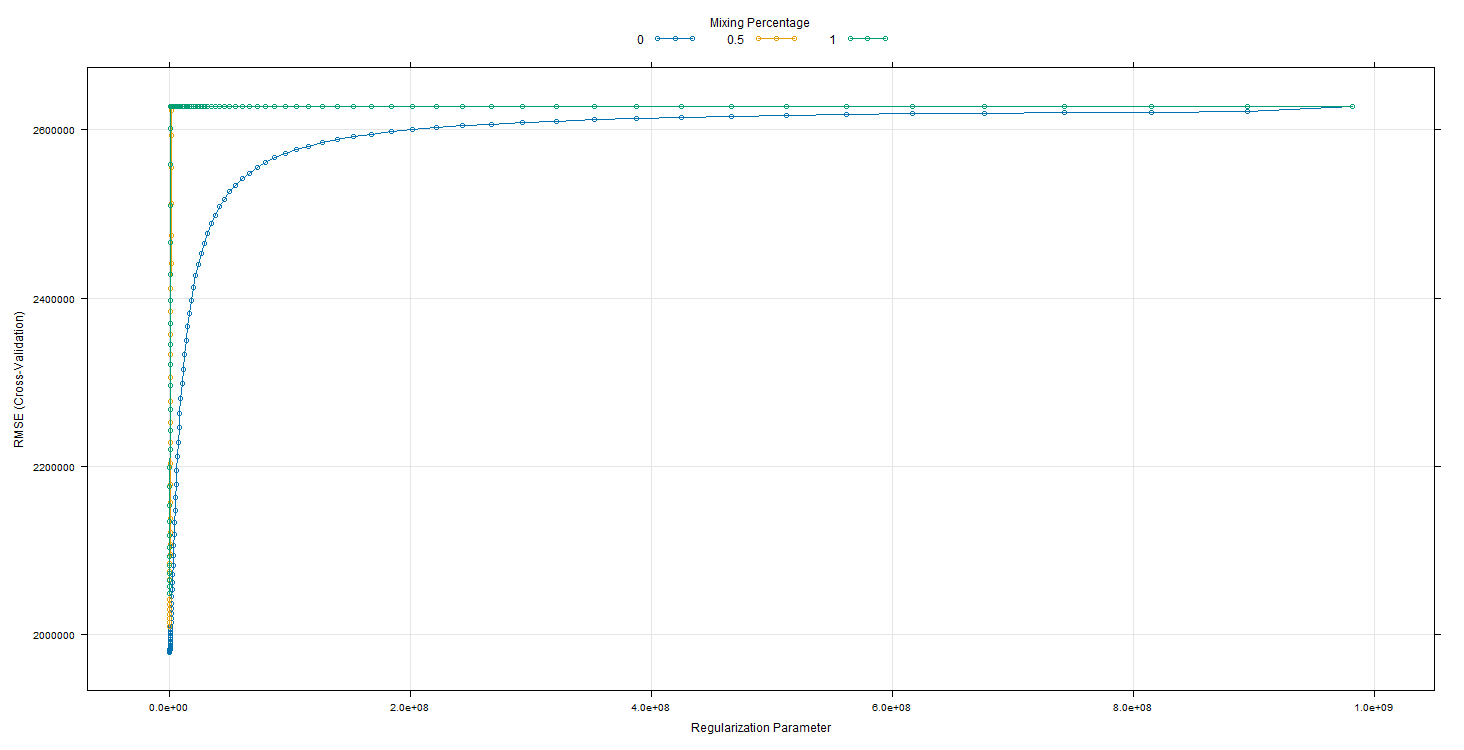 Mixing Percentage
0 0.5 1
RMSE (Cross-Validation)
2600000
2400000
2200000
2000000
0.0e+00 2.0e+08 4.0e+08 6.0e+08 8.0e+08 1.0e+09
Regularization Parameter